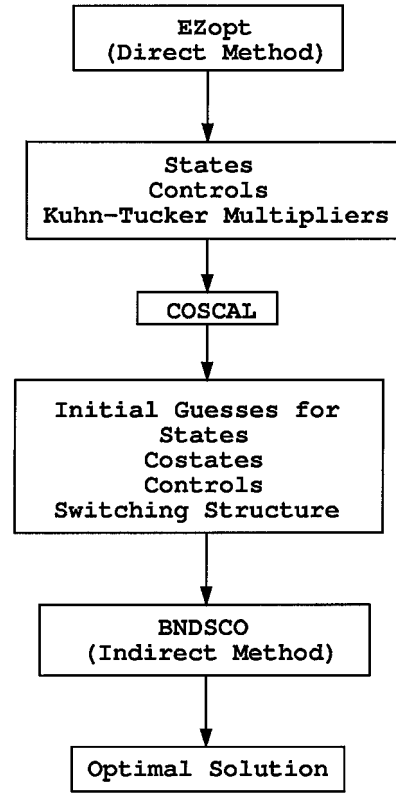 EZopt
(Direct Method)
States
Controls
Kuhn-Tucker Multipliers
COSCAL
Initial Guesses for
States
Costates
Controls
Switching Structure
BNDSCO
(Indirect Method)
Optimal Solution